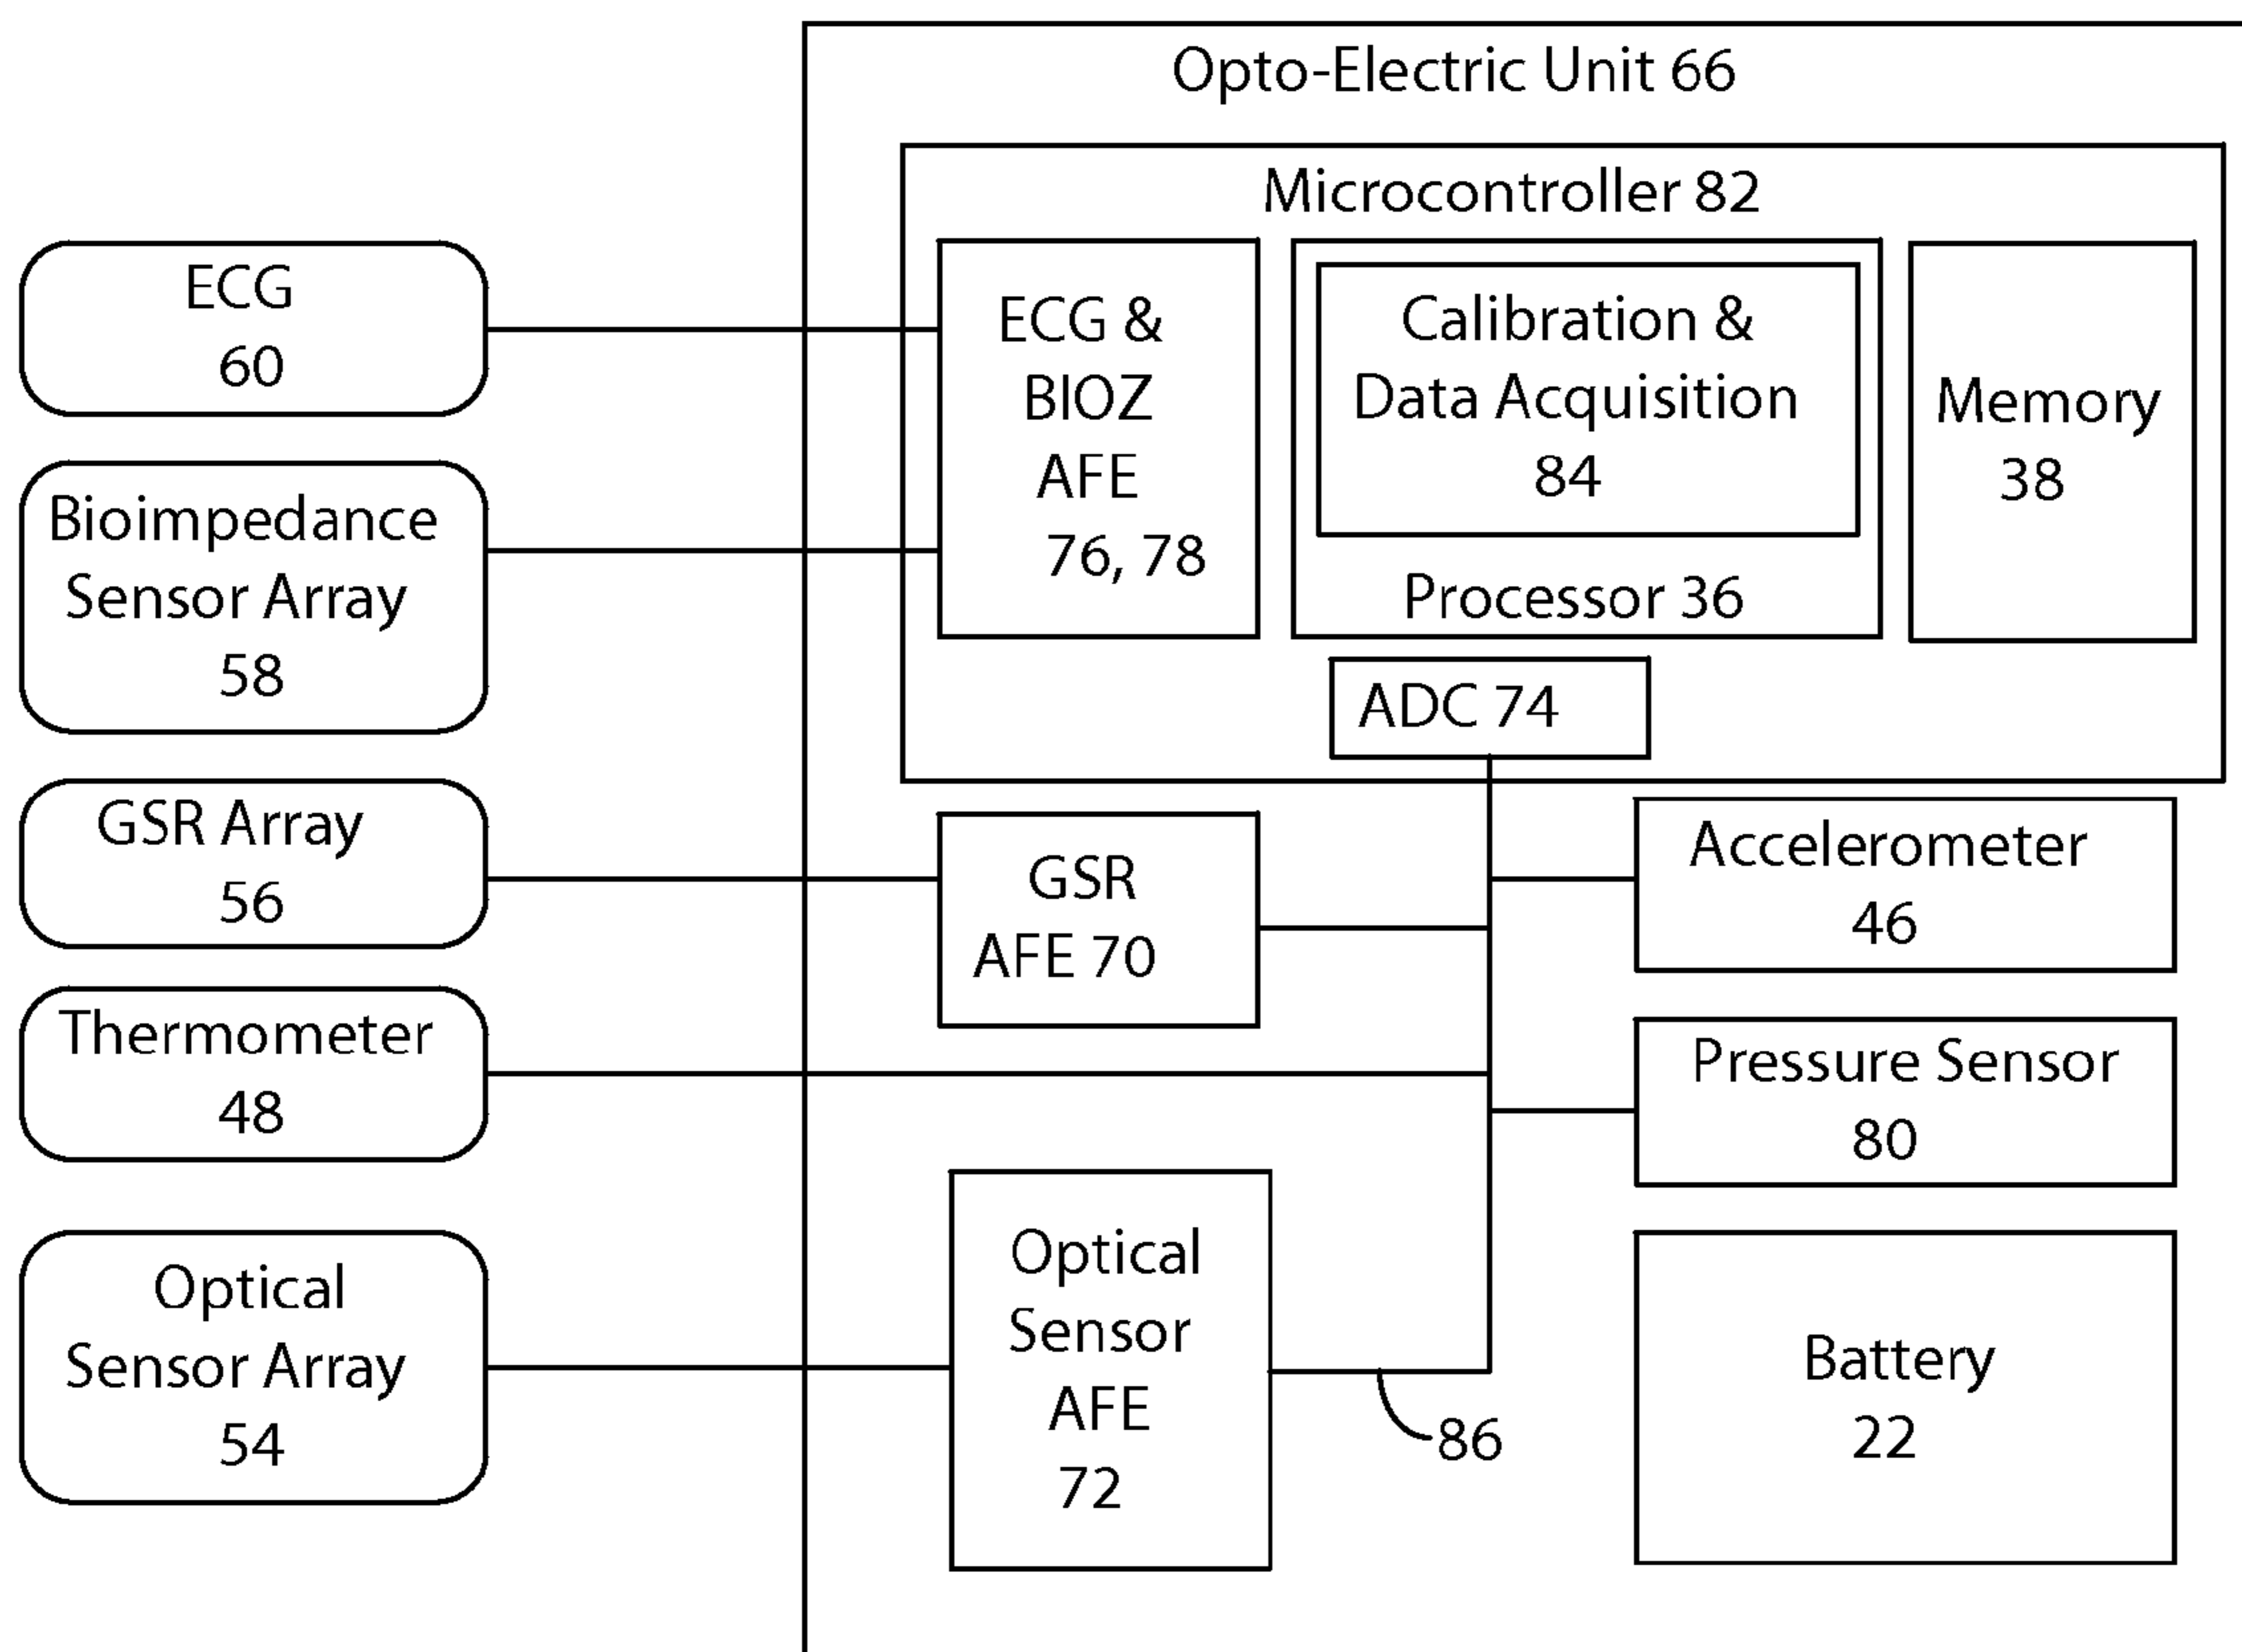 Opto-Electric Unit 66
Microcontroller 82
ECG
60
Bioimpedance
Sensor Array
58
GSR Array
56
Thermometer
48
Optical
Sensor Array
54
ECG &
BIOZ
AFE
76, 78
Calibration &
Data Acquisition
84
Processor 36
Memory
38
ADC 74
GSR
AFE 70
Accelerometer
46
Pressure Sensor
80
Optical
Sensor
AFE
72
86
Battery
22